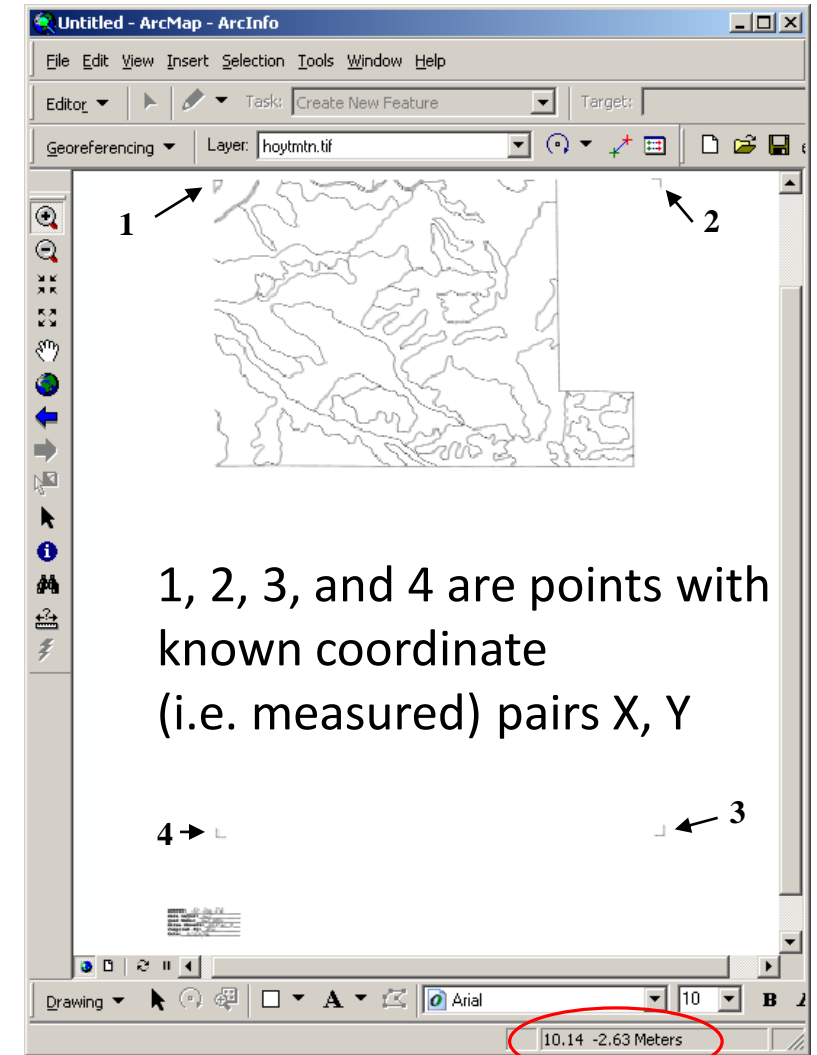 Untitled - ArcMap - ArcInfo
File Edit View Insert Selection Tools Window Help
Editor Task: Create New Feature Target:
Georeferencing Layer: hoytmtn.tif
1
2
1, 2, 3, and 4 are points with
known coordinate
(i.e. measured) pairs X, Y
3
4
Drawing A Arial 10 B
10.14 -2.63 Meters